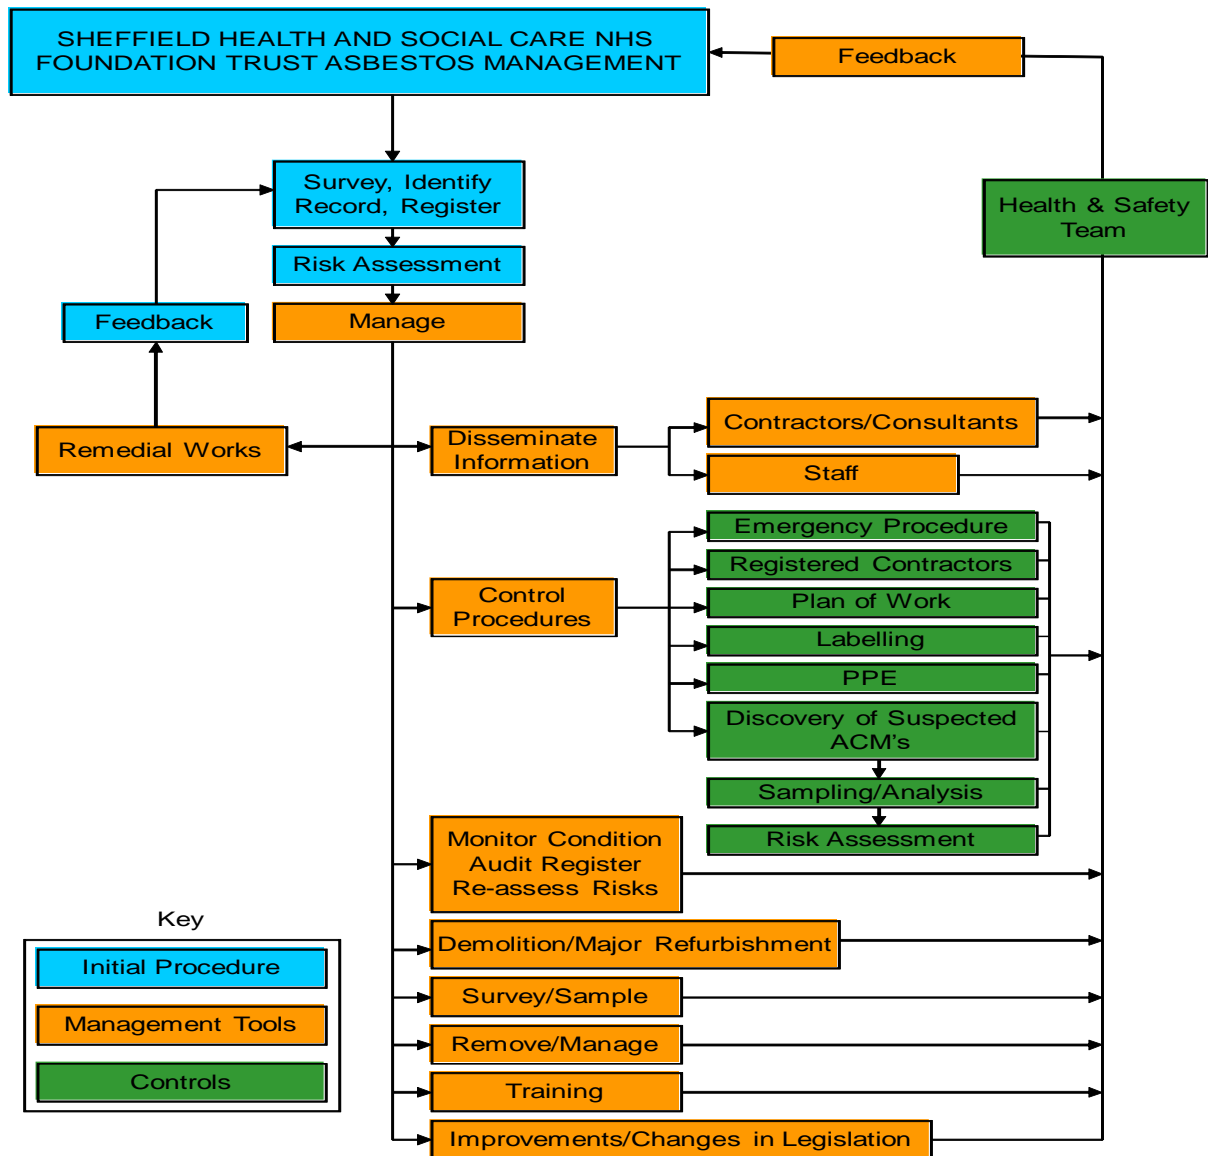 SHEFFIELD HEALTH AND SOCIAL CARE NHS
FOUNDATION TRUST ASBESTOS MANAGEMENT
Feedback
Survey, Identify
Record, Register
Health & Safety
Team
Risk Assessment
Feedback
Manage
Remedial Works
Disseminate
Information
Contractors/Consultants
Staff
Control
Procedures
Emergency Procedure
Registered Contractors
Plan of Work
Labelling
PPE
Discovery of Suspected
ACM's
Sampling/Analysis
Risk Assessment
Monitor Condition
Audit Register
Re-assess Risks
Demolition/Major Refurbishment
Survey/Sample
Remove/Manage
Training
Improvements/Changes in Legislation
Key
Initial Procedure
Management Tools
Controls